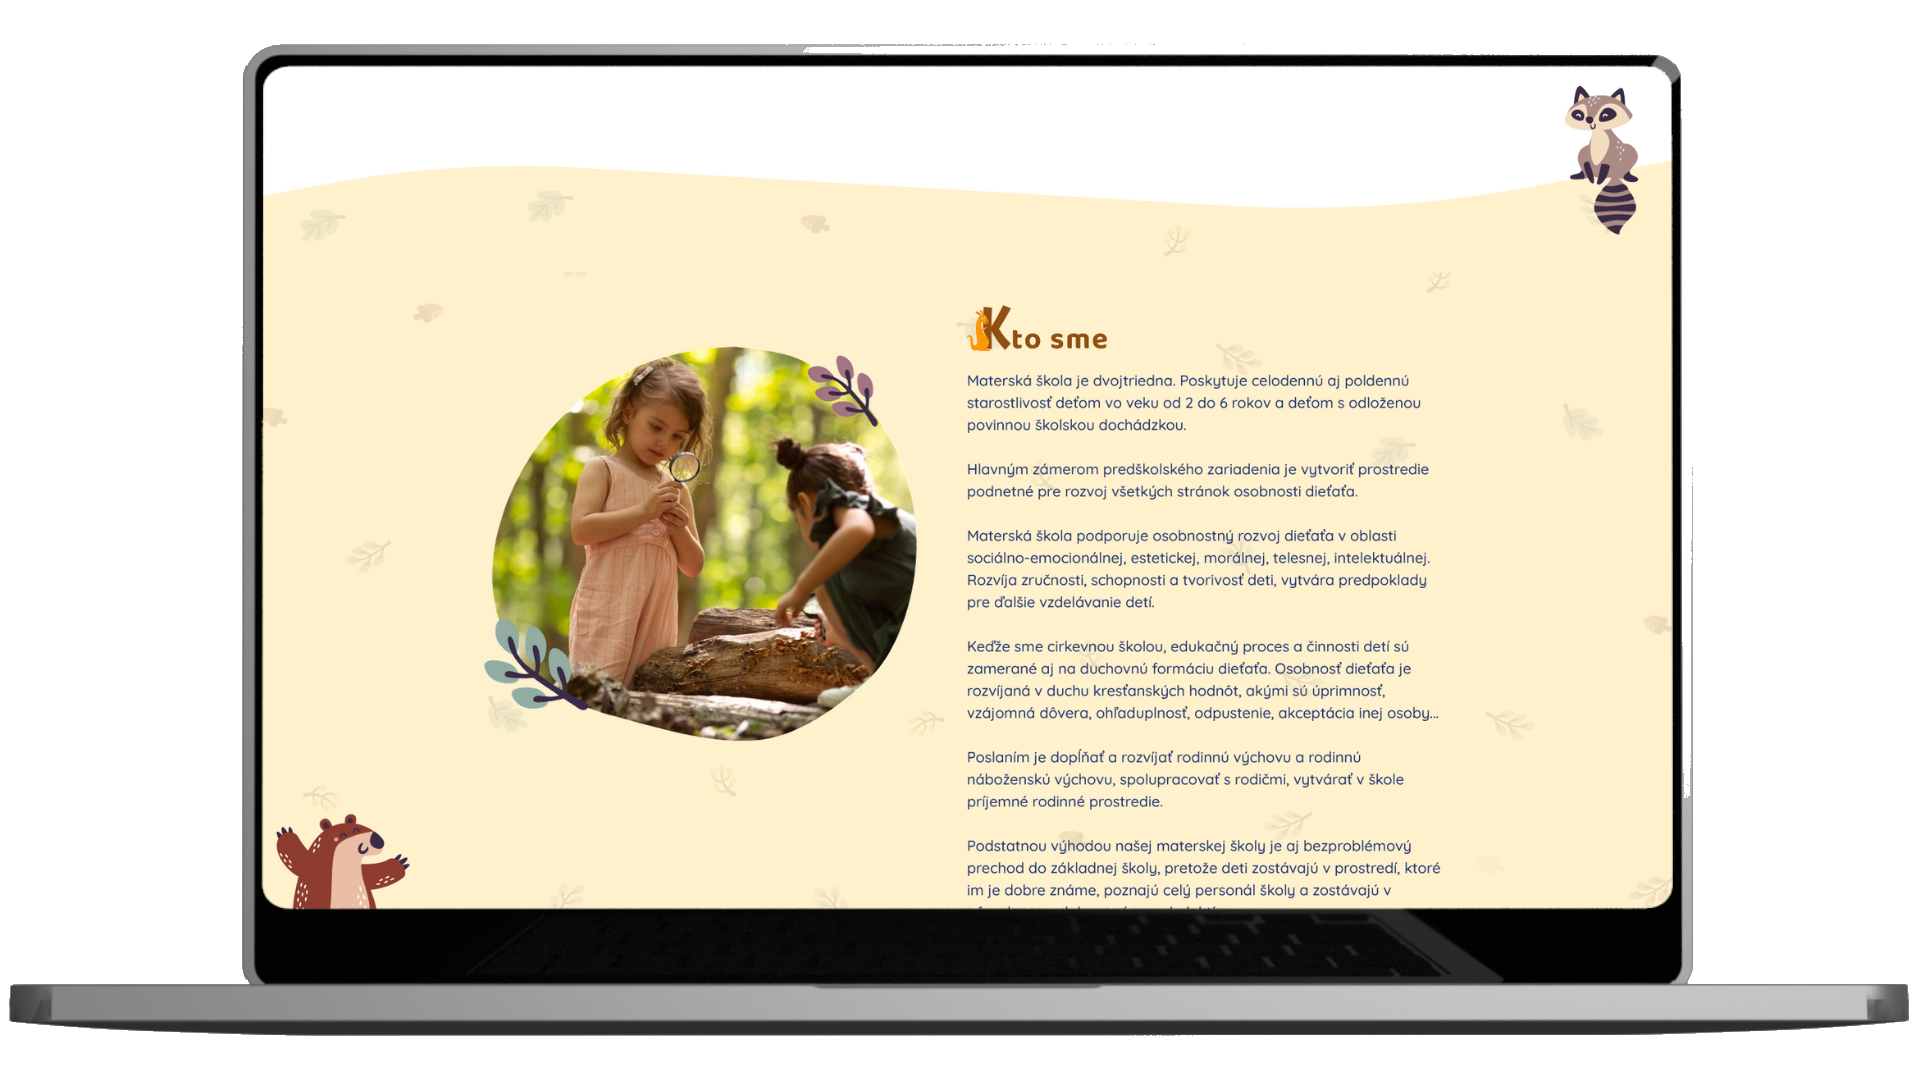 Kto sme
Materská škola je dvojtriedna. Poskytuje celodennú aj poldennú
starostlivosť deťom vo veku od 2 do 6 rokov a deťom s odloženou
povinnou školskou dochádzkou.
Hlavným zámerom predškolského zariadenia je vytvoriť prostredie
podnetné pre rozvoj všetkých stránok osobnosti dieťaťa.
Materská škola podporuje osobnostný rozvoj dieťaťa v oblasti
sociálno-emocionálnej, estetickej, morálnej, telesnej, intelektuálnej.
Rozvíja zručnosti, schopnosti a tvorivosť deti, vytvára predpoklady
pre ďalšie vzdelávanie detí.
Keďže sme cirkevnou školou, edukačný proces a činnosti detí sú
zamerané aj na duchovnú formáciu dieťaťa. Osobnosť dieťaťa je
rozvíjaná v duchu kresťanských hodnôt, akými sú úprimnosť,
vzájomná dôvera, ohľaduplnosť, odpustenie, akceptácia inej osoby...
Poslaním je dopĺňať a rozvíjať rodinnú výchovu a rodinnú
náboženskú výchovu, spolupracovať s rodičmi, vytvárať v škole
príjemné rodinné prostredie.
Podstatnou výhodou našej materskej školy je aj bezproblémový
prechod do základnej školy, pretože deti zostávajú v prostredí, ktoré
im je dobre známe, poznajú celý personál školy a zostávajú v